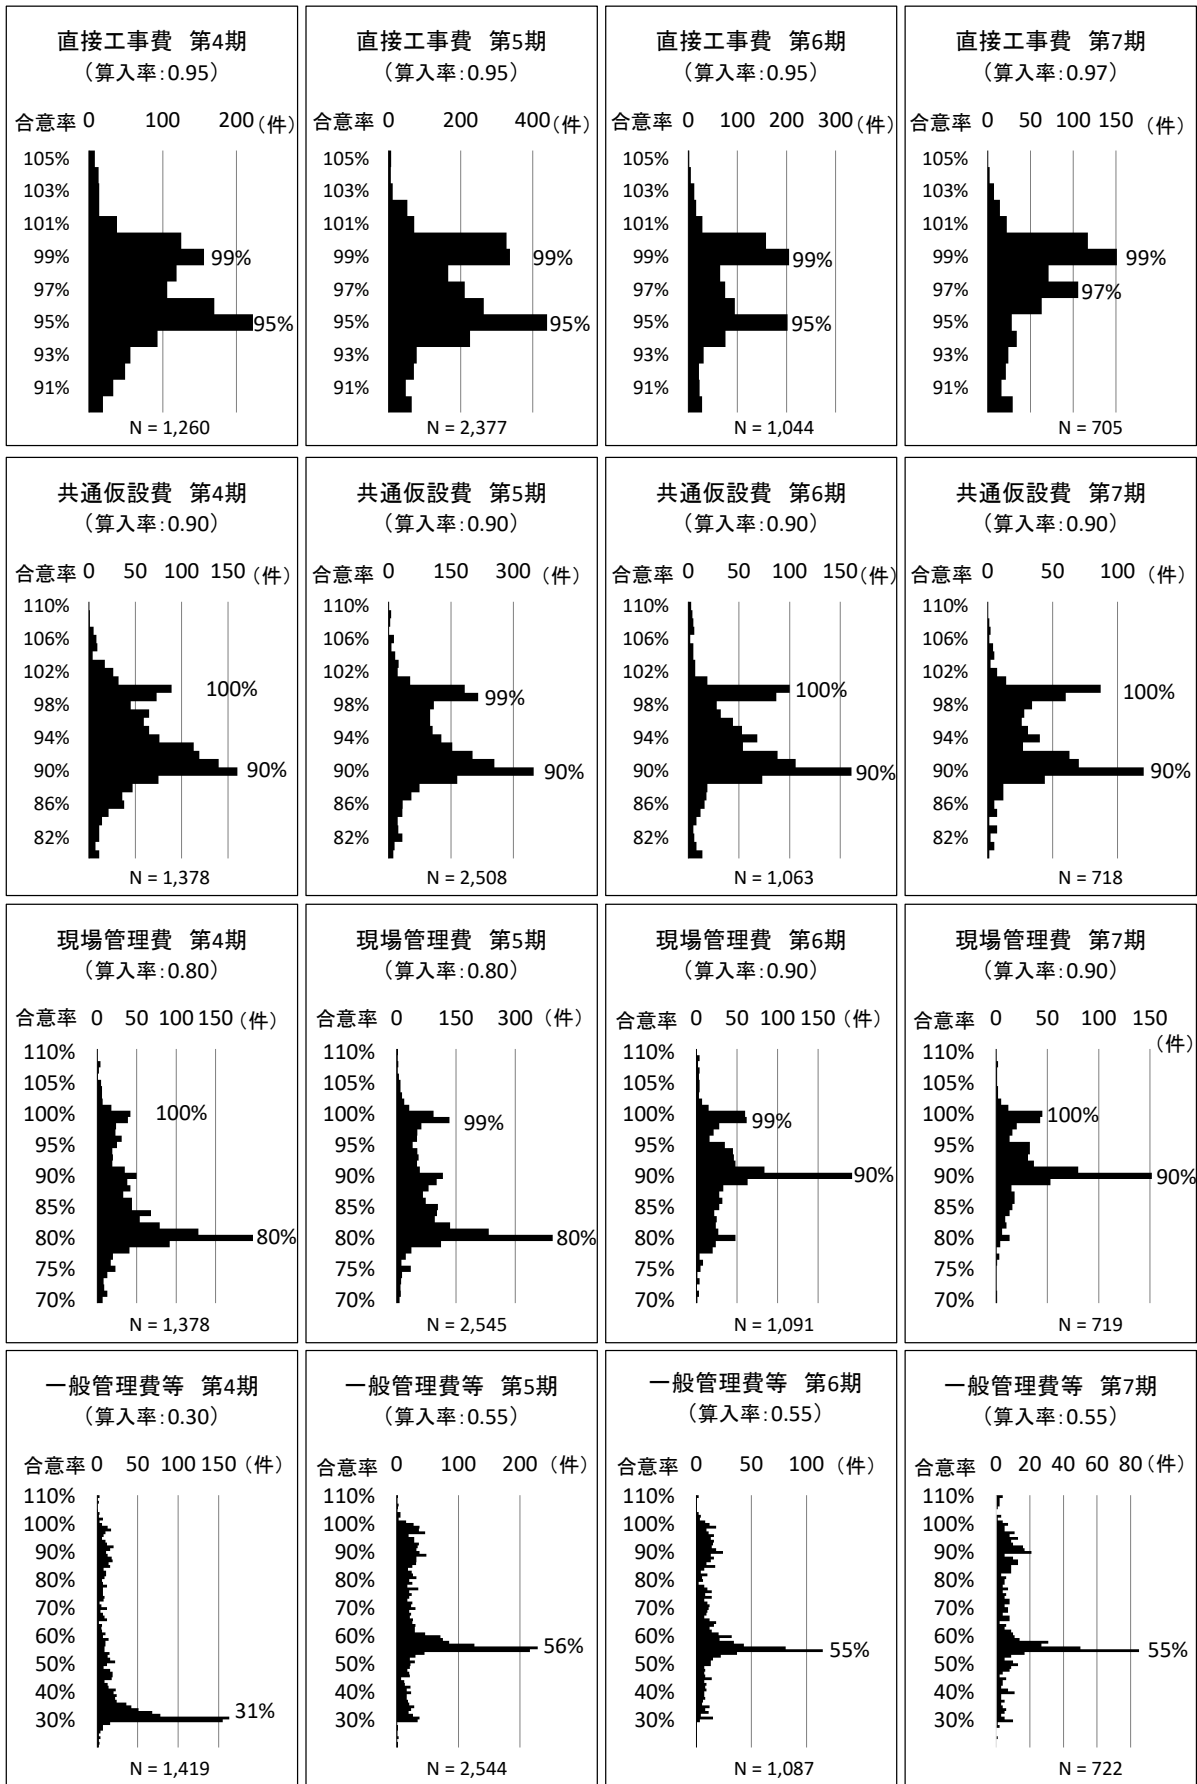 直接工事費 第4期
（算入率：0.95）
合意率 0 100 200 (件)
105%
103%
101%
99% 99%
97%
95% 95%
93%
91%
N = 1,260
直接工事費 第5期
（算入率：0.95）
合意率 0 200 400 (件)
105%
103%
101%
99% 99%
97%
95% 95%
93%
91%
N = 2,377
直接工事費 第6期
（算入率：0.95）
合意率 0 100 200 300 (件)
105%
103%
101%
99% 99%
97%
95% 95%
93%
91%
N = 1,044
直接工事費 第7期
（算入率：0.97）
合意率 0 50 100 150 (件)
105%
103%
101%
99% 99%
97% 97%
95%
93%
91%
N = 705
共通仮設費 第4期
（算入率：0.90）
合意率 0 50 100 150 (件)
110%
106%
102%
100%
98%
94%
90% 90%
86%
82%
N = 1,378
共通仮設費 第5期
（算入率：0.90）
合意率 0 150 300 (件)
110%
106%
102%
99%
98%
94%
90% 90%
86%
82%
N = 2,508
共通仮設費 第6期
（算入率：0.90）
合意率 0 50 100 150 (件)
110%
106%
102%
100%
98%
94%
90% 90%
86%
82%
N = 1,063
共通仮設費 第7期
（算入率：0.90）
合意率 0 50 100 (件)
110%
106%
102%
100%
98%
94%
90% 90%
86%
82%
N = 718
現場管理費 第4期
（算入率：0.80）
合意率 0 50 100 150 (件)
110%
105%
100% 100%
95%
90%
85%
80% 80%
75%
70%
N = 1,378
現場管理費 第5期
（算入率：0.80）
合意率 0 150 300 (件)
110%
105%
100%
99%
95%
90%
85%
80% 80%
75%
70%
N = 2,545
現場管理費 第6期
（算入率：0.90）
合意率 0 50 100 150 (件)
110%
105%
100%
99%
95%
90% 90%
85%
80%
75%
70%
N = 1,091
現場管理費 第7期
（算入率：0.90）
合意率 0 50 100 150
(件)
110%
105%
100% 100%
95%
90% 90%
85%
80%
75%
70%
N = 719
一般管理費等 第4期
（算入率：0.30）
合意率 0 50 100 150 (件)
110%
100%
90%
80%
70%
60%
50%
40%
31%
30%
N = 1,419
一般管理費等 第5期
（算入率：0.55）
合意率 0 100 200 (件)
110%
100%
90%
80%
70%
60%
56%
50%
40%
30%
N = 2,544
一般管理費等 第6期
（算入率：0.55）
合意率 0 50 100 (件)
110%
100%
90%
80%
70%
60%
55%
50%
40%
30%
N = 1,087
一般管理費等 第7期
（算入率：0.55）
合意率 0 20 40 60 80 (件)
110%
100%
90%
80%
70%
60%
55%
50%
40%
30%
N = 722